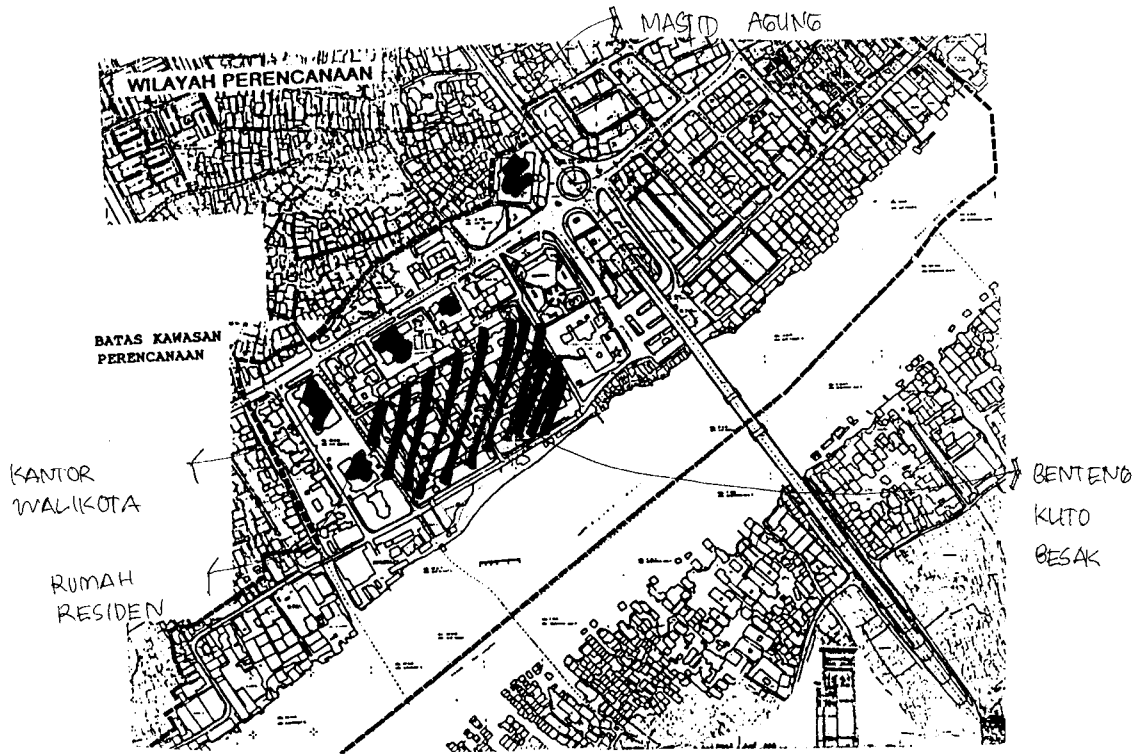 MASJID AGUNG
WILAYAH PERENCANAAN
BATAS KAWASAN
PERENCANAAN
KANTOR
WALIKOTA
RUMAH
RESIDEN
BENTENG
KUTO
BESAK